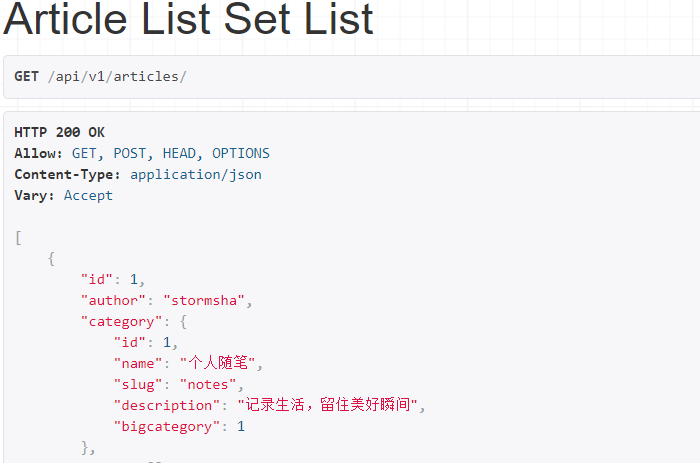 Article List Set List
GET /api/v1/articles/
HTTP 200 OK
Allow: GET, POST, HEAD, OPTIONS
Content-Type: application/json
Vary: Accept
[
{
"id": 1,
"author": "stormsha",
"category": {
"id": 1,
"name": "个人随笔",
"slug": "notes",
"description": "记录生活，留住美好瞬间",
"bigcategory": 1
},